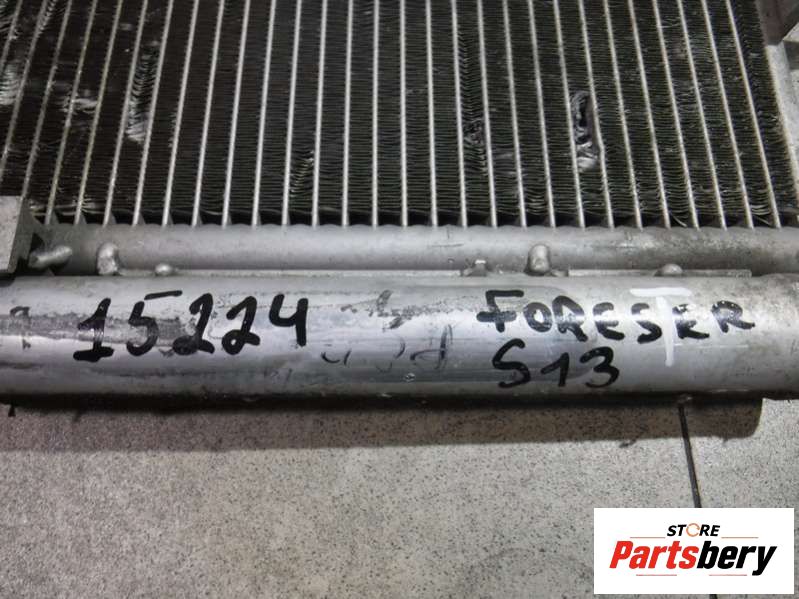 15224
FORESER
T
S13
STORE
Partsbery